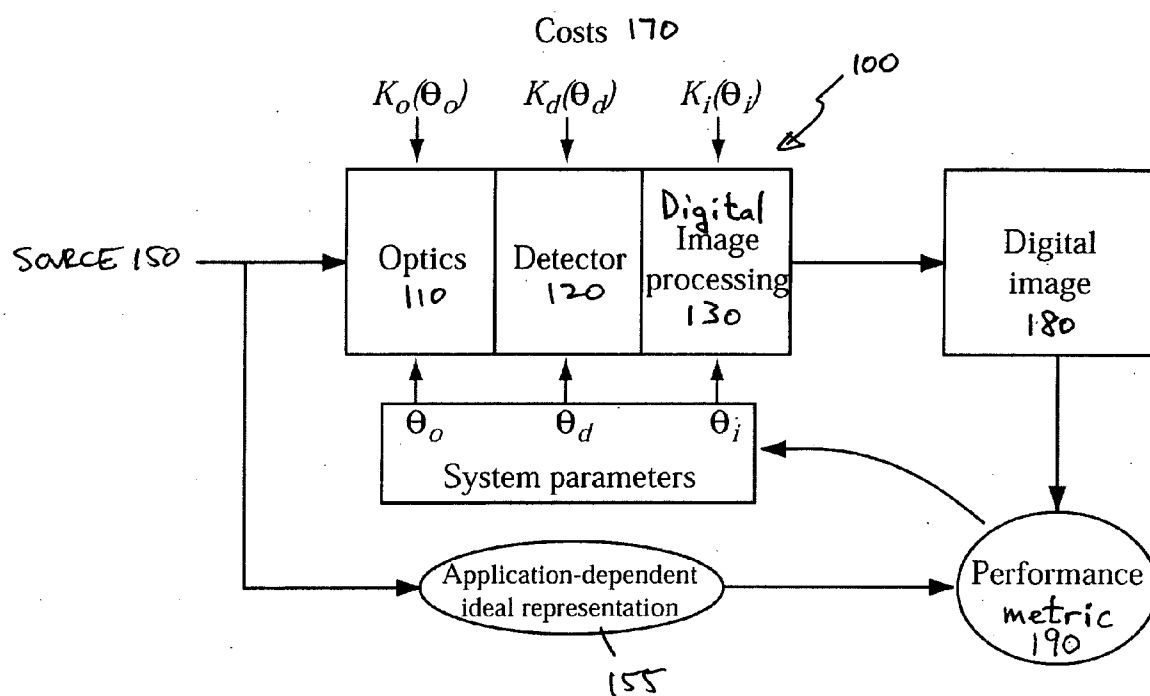 Costs 170
100
Kₒ(Θₒ) K_d(Θ_d) Kᵢ(Θᵢ)
SOURCE 150
Optics
110
Detector
120
Digital
Image
processing
130
Digital
image
180
Θₒ Θ_d Θᵢ
System parameters
Application-dependent
ideal representation
155
Performance
metric
190